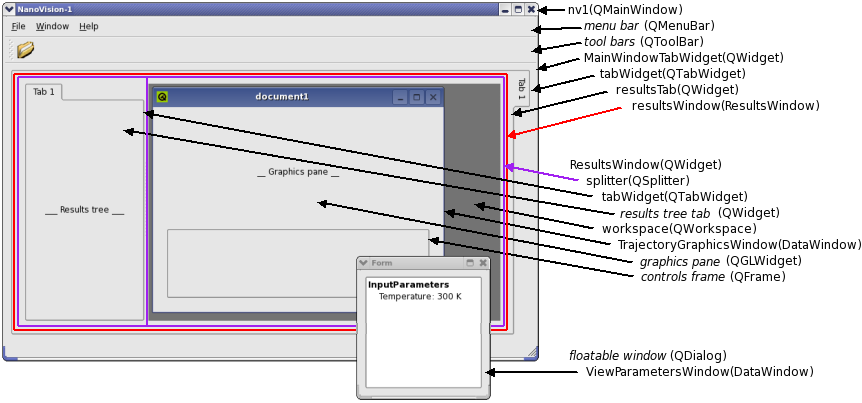 NanoVision-1
File Window Help
Tab 1
document1
__ Graphics pane __
___ Results tree ___
Tab 1
Form
InputParameters
Temperature: 300 K
nv1(QMainWindow)
menu bar (QMenuBar)
tool bars (QToolBar)
MainWindowTabWidget(QWidget)
tabWidget(QTabWidget)
resultsTab(QWidget)
resultsWindow(ResultsWindow)
ResultsWindow(QWidget)
splitter(QSplitter)
tabWidget(QTabWidget)
results tree tab (QWidget)
workspace(QWorkspace)
TrajectoryGraphicsWindow(DataWindow)
graphics pane (QGLWidget)
controls frame (QFrame)
floatable window (QDialog)
ViewParametersWindow(DataWindow)